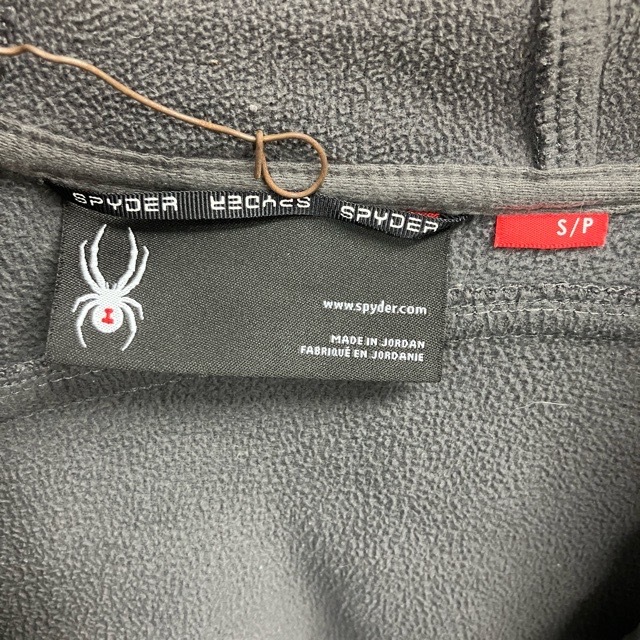 SPYDER SPYDER SPYDER
S/P
www.spyder.com
MADE IN JORDAN
FABRIQUÉ EN JORDANIE